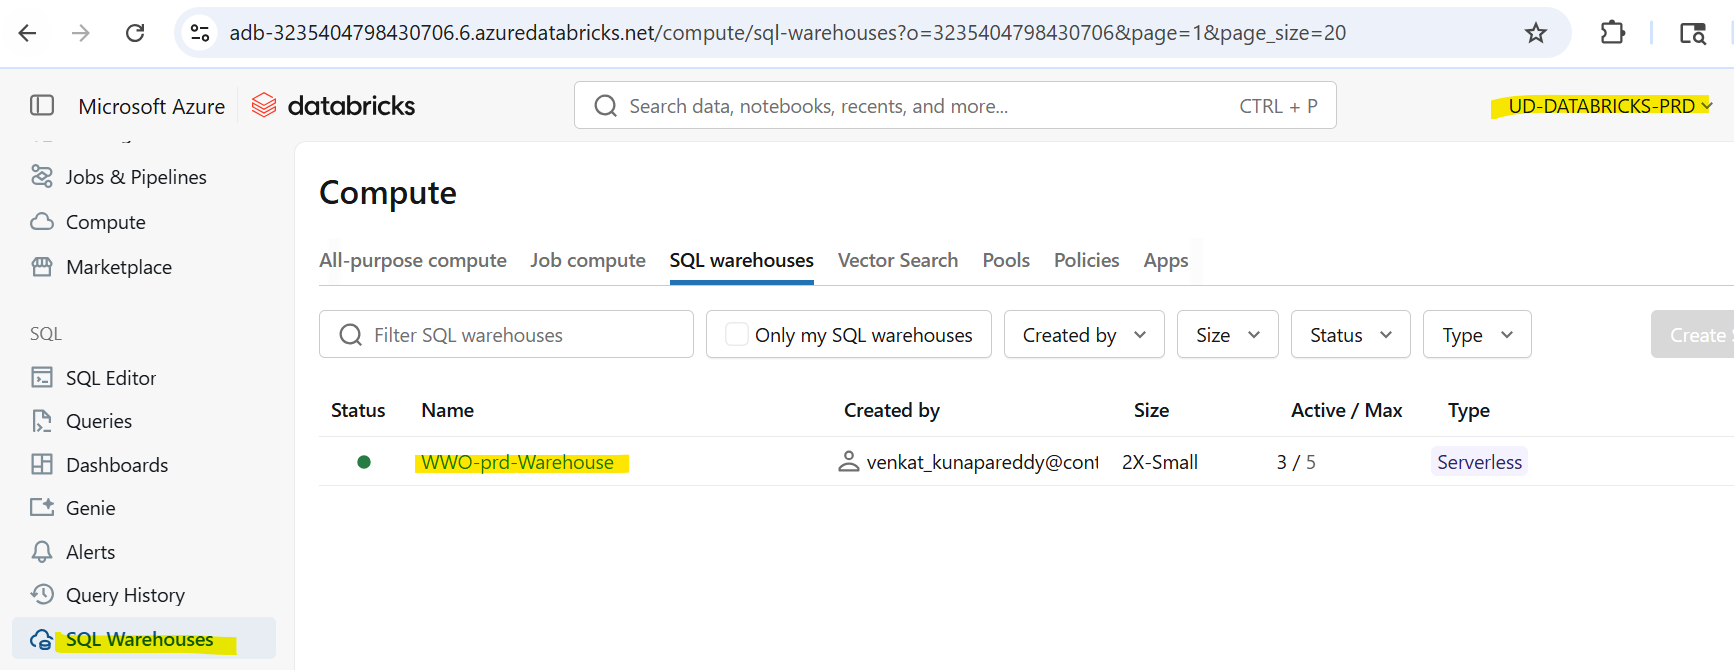 adb-3235404798430706.6.azuredatabricks.net/compute/sql-warehouses?o=3235404798430706&page=1&page_size=20
Microsoft Azure
databricks
Search data, notebooks, recents, and more...
CTRL + P
UD-DATABRICKS-PRD
Jobs & Pipelines
Compute
Marketplace
SQL
SQL Editor
Queries
Dashboards
Genie
Alerts
Query History
SQL Warehouses
Compute
All-purpose compute
Job compute
SQL warehouses
Vector Search
Pools
Policies
Apps
Filter SQL warehouses
Only my SQL warehouses
Created by
Size
Status
Type
Create
Status Name Created by Size Active / Max Type
WWO-prd-Warehouse venkat_kunapareddy@cont 2X-Small 3 / 5 Serverless